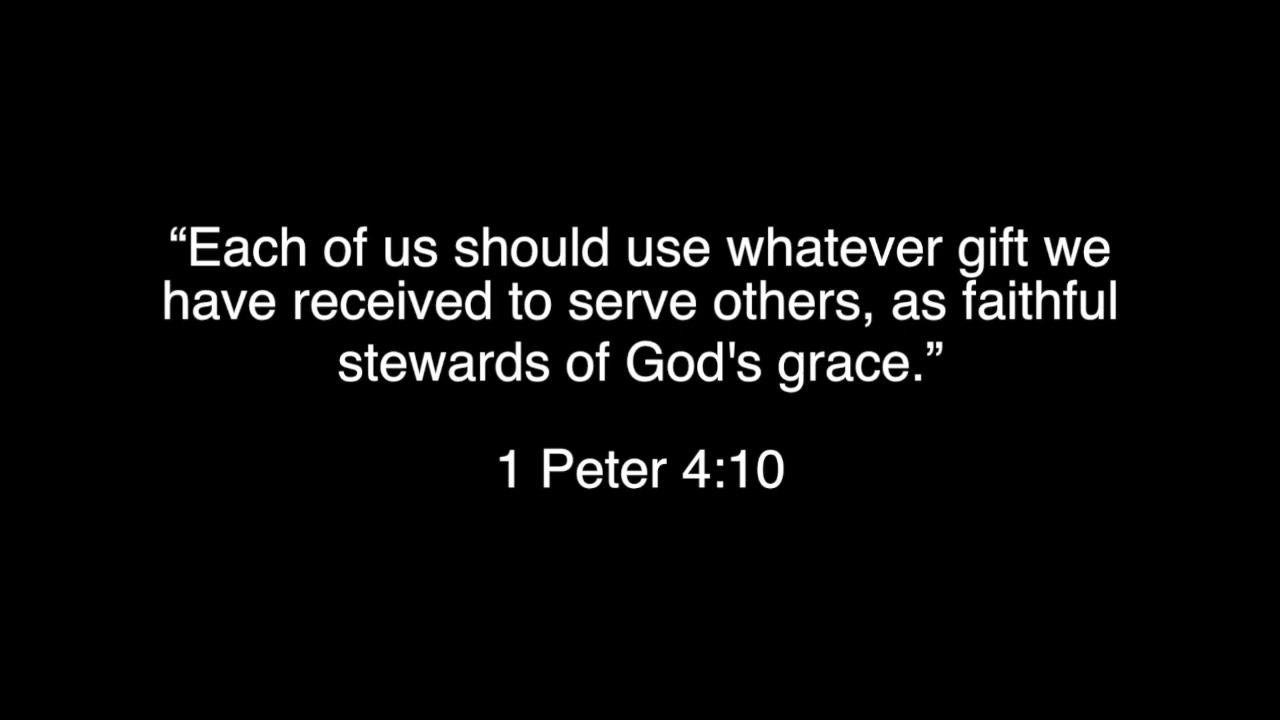 “Each of us should use whatever gift we
have received to serve others, as faithful
stewards of God's grace.”
1 Peter 4:10